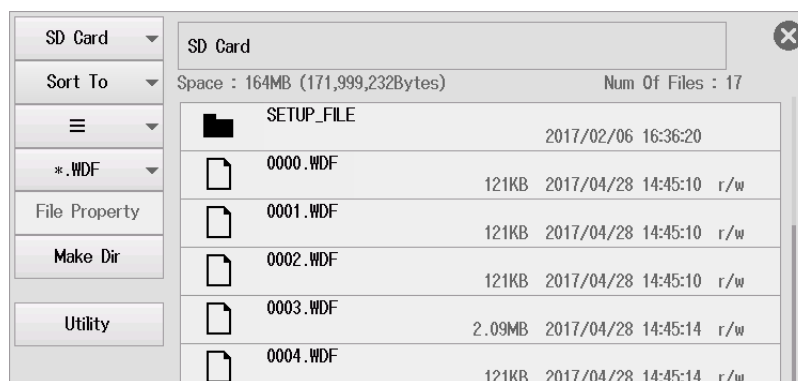 SD Card
Sort To
*.WDF
File Property
Make Dir
Utility
SD Card
Space : 164MB (171,999,232Bytes) Num Of Files : 17
SETUP_FILE
2017/02/06 16:36:20
0000.WDF
121KB 2017/04/28 14:45:10 r/w
0001.WDF
121KB 2017/04/28 14:45:10 r/w
0002.WDF
121KB 2017/04/28 14:45:10 r/w
0003.WDF
2.09MB 2017/04/28 14:45:14 r/w
0004.WDF
121KB 2017/04/28 14:45:14 r/w